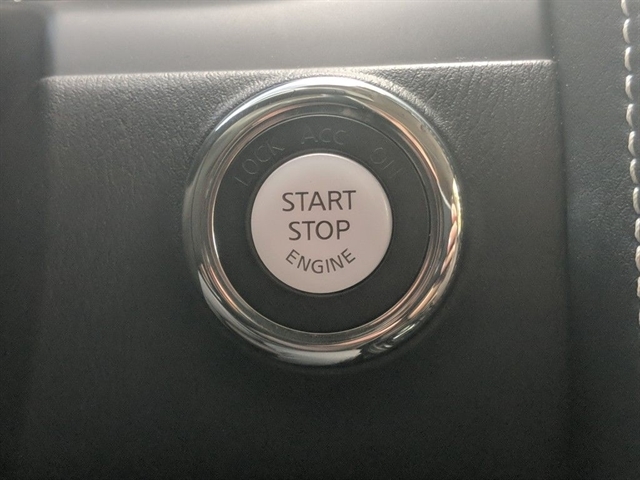 LOCK ACC ON
START
STOP
ENGINE